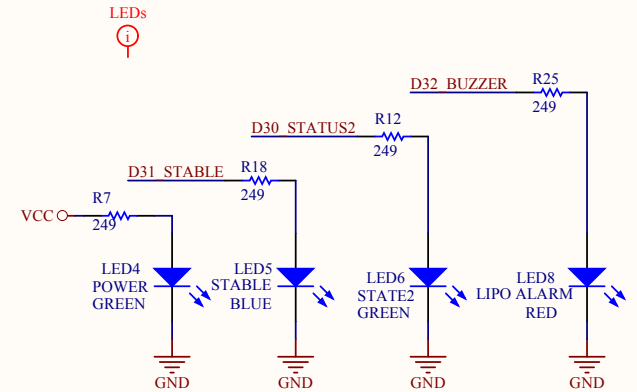 LEDs
i
D32_BUZZER
R25
249
D30_STATUS2
R12
249
D31_STABLE
R18
249
R7
VCC
249
LED4
POWER
GREEN
LED5
STABLE
BLUE
LED6
STATE2
GREEN
LED8
LIPO ALARM
RED
GND
GND
GND
GND